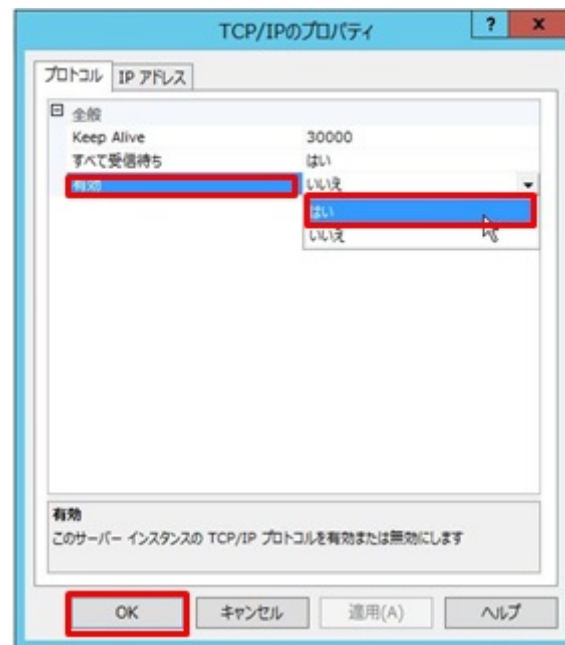 TCP/IPのプロパティ
? x
プロトコル IP アドレス
全般
Keep Alive 30000
すべて受信待ち はい
有効 いいえ
はい
いいえ
有効
このサーバー インスタンスの TCP/IP プロトコルを有効または無効にします
OK キャンセル 適用(A) ヘルプ